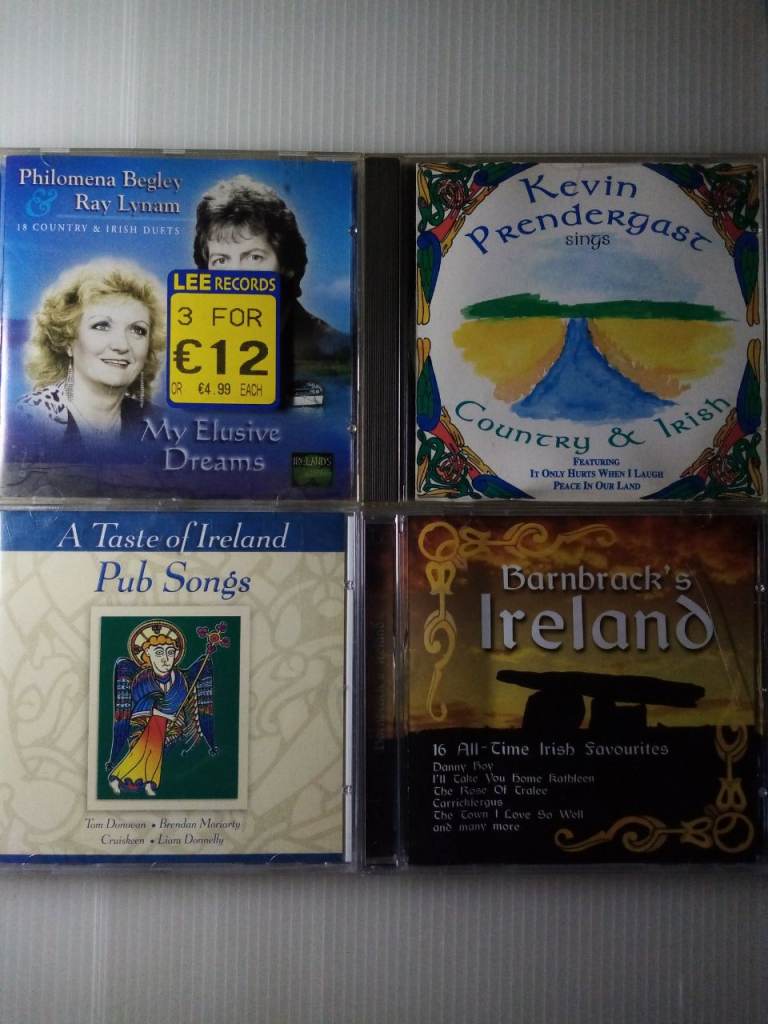 Philomena Begley
& Ray Lynam
18 COUNTRY & IRISH DUETS
LEE RECORDS
3 FOR
€12
OR €4.99 EACH
My Elusive
Dreams
Kevin
Prendergast
sings
Country & Irish
FEATURING
IT ONLY HURTS WHEN I LAUGH
PEACE IN OUR LAND
A Taste of Ireland
Pub Songs
Tom Donovan • Brendan Moriarty
Cruiskeen • Liam Donnelly
Barnbrack's
Ireland
16 All-Time Irish Favourites
Danny Boy
I'll Take You Home Kathleen
The Rose Of Tralee
Carrickfergus
The Town I Love So Well
and many more